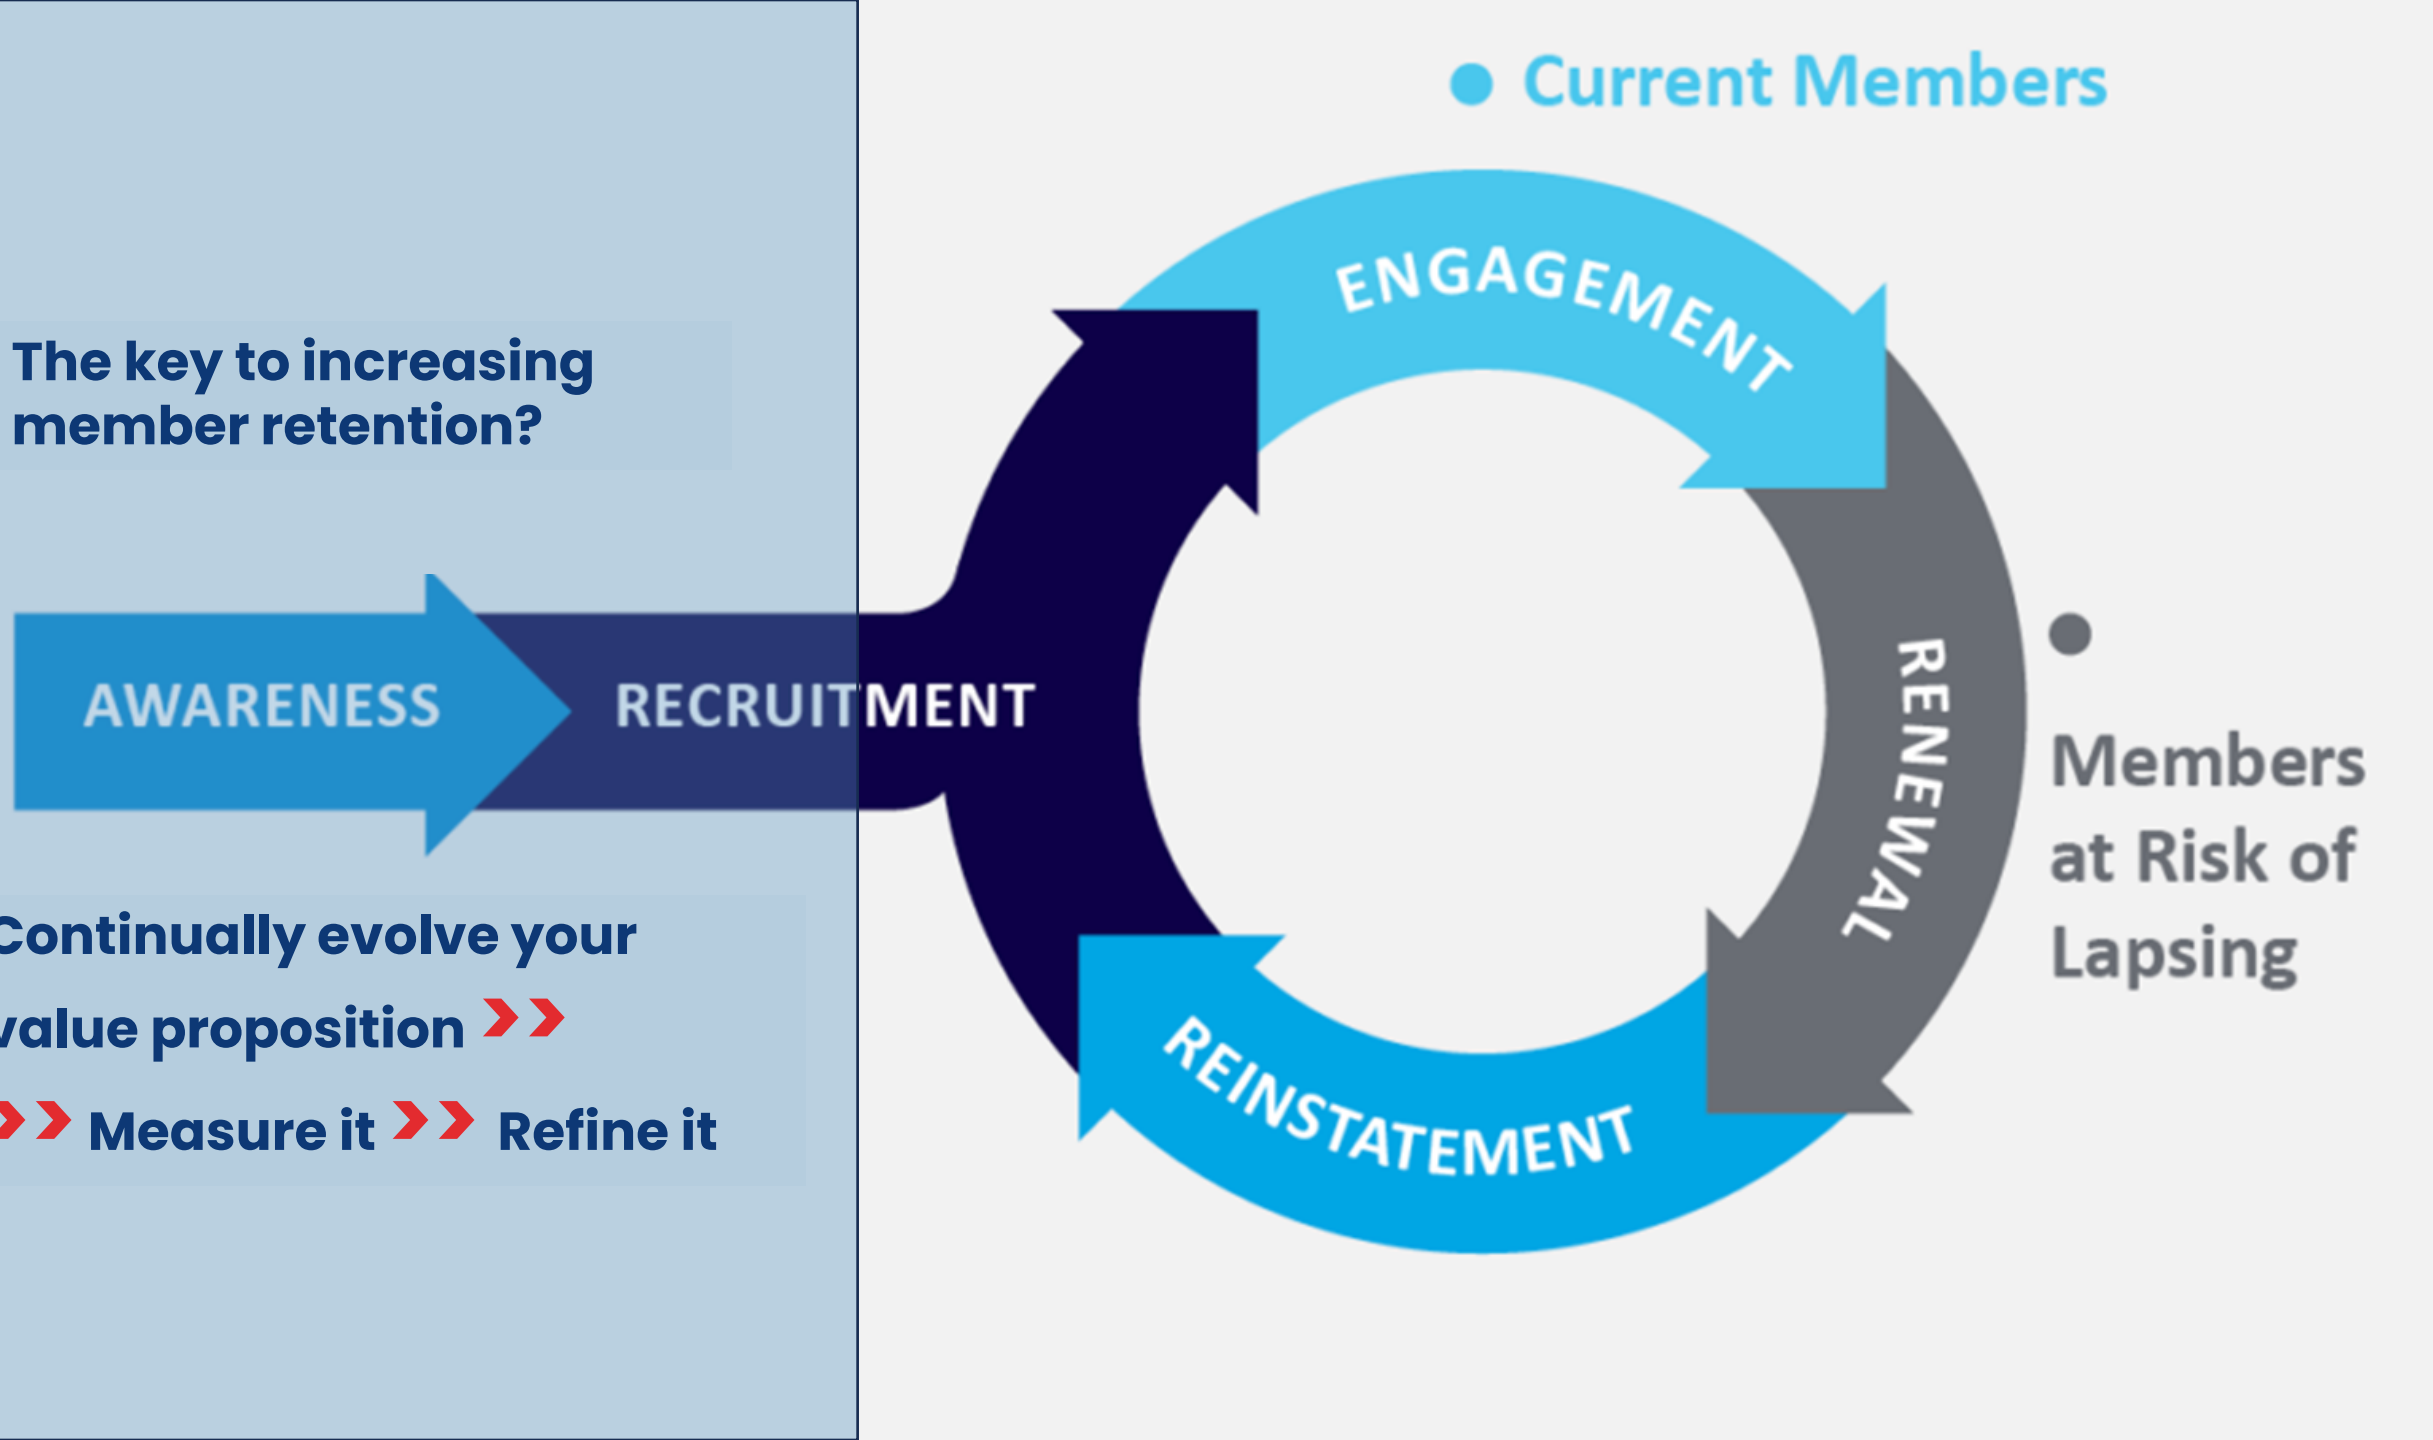 Current Members
ENGAGEMENT
The key to increasing
member retention?
AWARENESS
RECRUITMENT
RENEWAL
Members
at Risk of
Lapsing
Continually evolve your
value proposition >>
>> Measure it >> Refine it
REINSTATEMENT